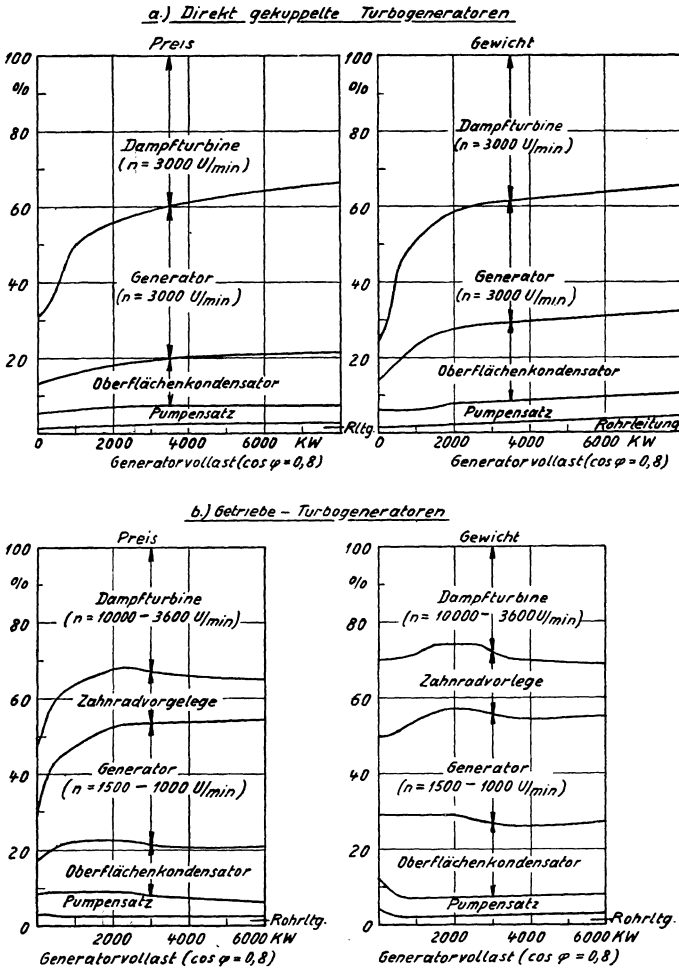 a.) Direkt gekuppelte Turbogeneratoren
Preis
100
%
80
60
40
20
0
Dampfturbine
(n = 3000 U/min)
Generator
(n = 3000 U/min)
Oberflächenkondensator
Pumpensatz
Rltg.
0 2000 4000 6000 KW
Generatorvollast (cos φ = 0,8)
Gewicht
100
%
80
60
40
20
0
Dampfturbine
(n = 3000 U/min)
Generator
(n = 3000 U/min)
Oberflächenkondensator
Pumpensatz
Rohrleitung
0 2000 4000 6000 KW
Generatorvollast (cos φ = 0,8)
b.) Getriebe – Turbogeneratoren
Preis
100
%
80
60
40
20
0
Dampfturbine
(n = 10000 – 3600 U/min)
Zahnradvorgelege
Generator
(n = 1500 – 1000 U/min)
Oberflächenkondensator
Pumpensatz
Rohrltg.
2000 4000 6000 KW
Generatorvollast (cos φ = 0,8)
Gewicht
100
%
80
60
40
20
0
Dampfturbine
(n = 10000 – 3600 U/min)
Zahnradvorlege
Generator
(n = 1500 – 1000 U/min)
Oberflächenkondensator
Pumpensatz
Rohrltg.
2000 4000 6000 KW
Generatorvollast (cos φ = 0,8)